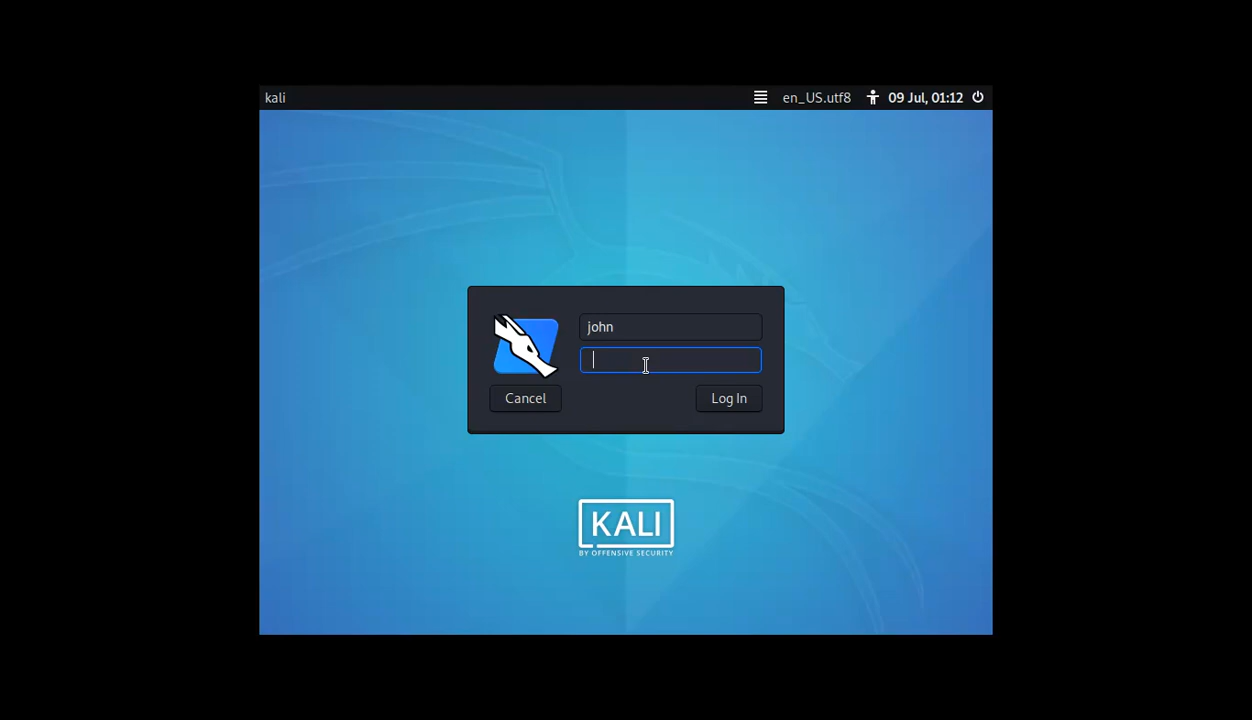 kali en_US.utf8 09 Jul, 01:12
john
Cancel Log In
KALI
BY OFFENSIVE SECURITY